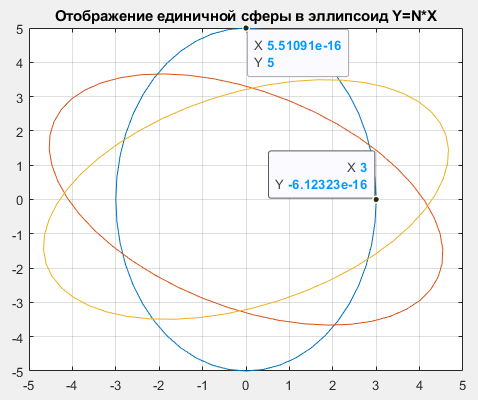 Отображение единичной сферы в эллипсоид Y=N*X
5
4
3
2
1
0
-1
-2
-3
-4
-5
X 5.51091e-16
Y 5
X 3
Y -6.12323e-16
-5 -4 -3 -2 -1 0 1 2 3 4 5